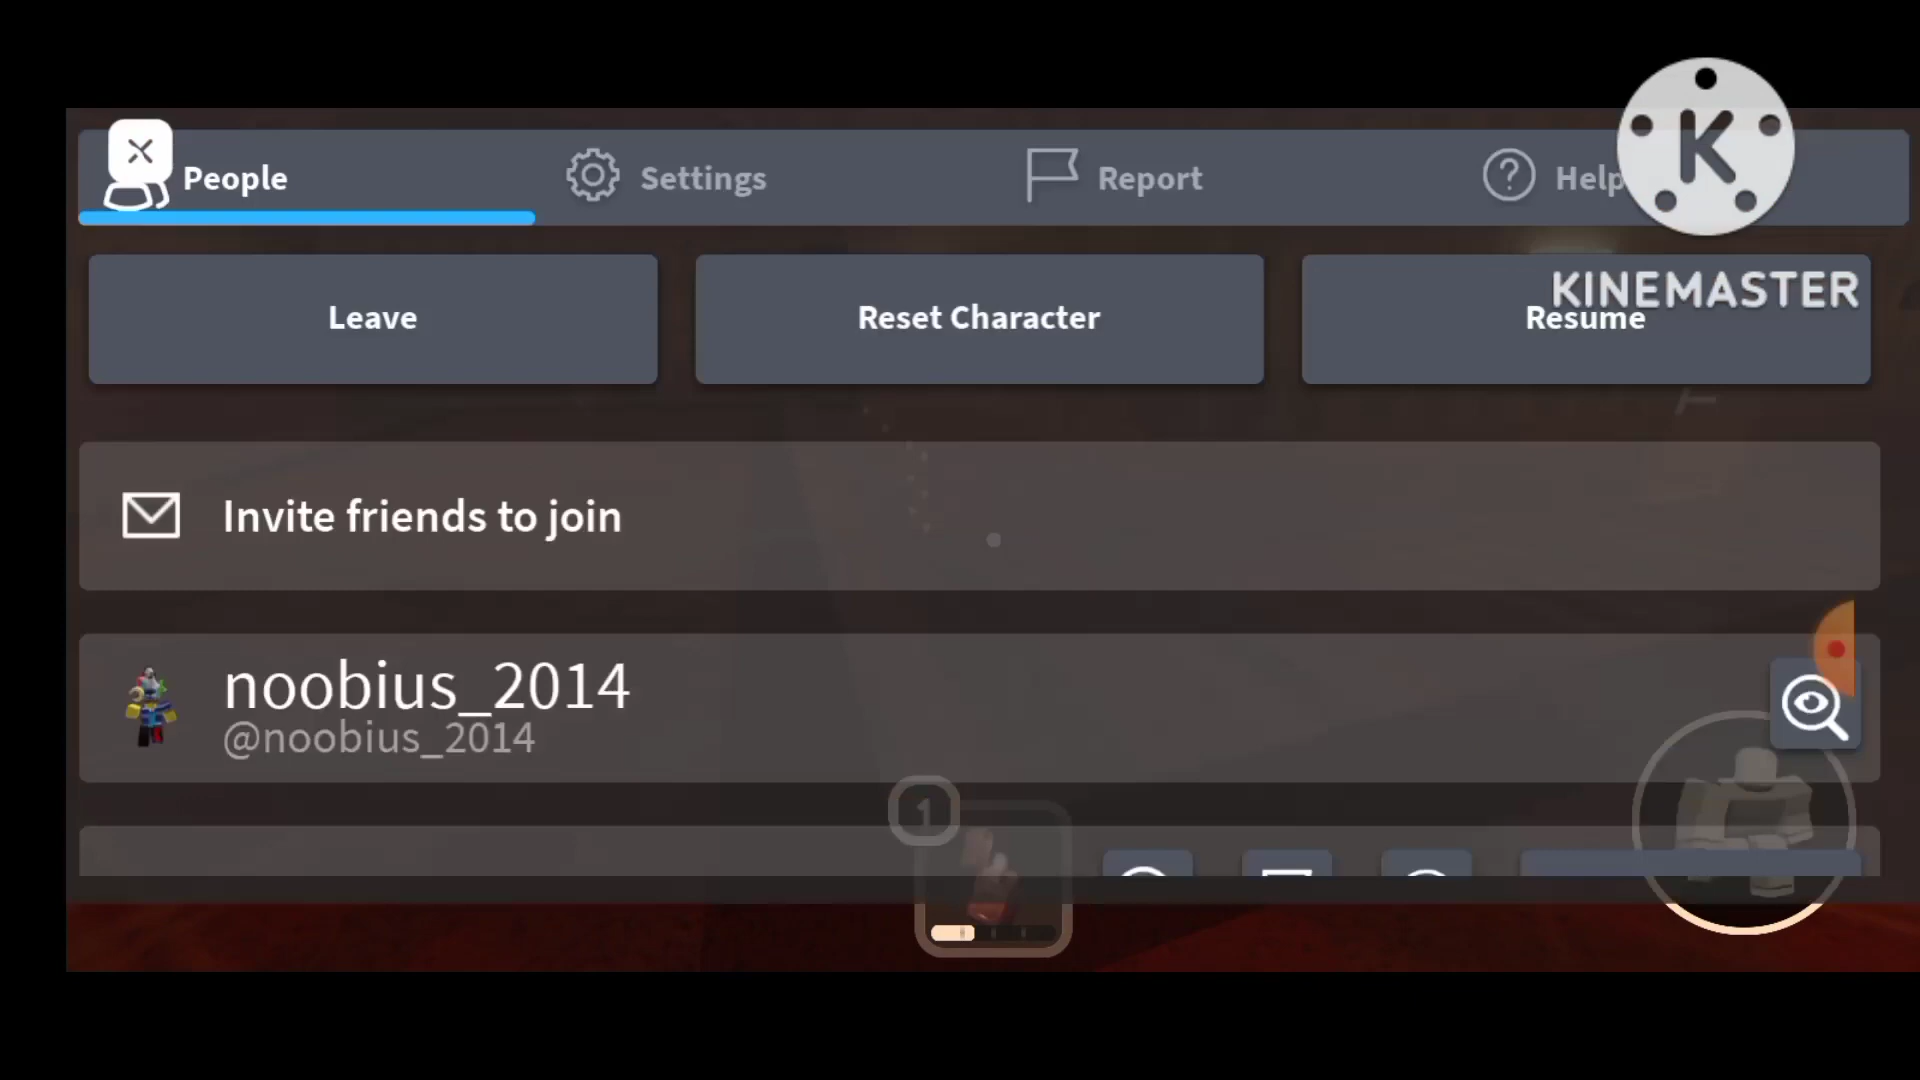 People
Settings
Report
Help
K
KINEMASTER
Leave
Reset Character
Resume
Invite friends to join
noobius_2014
@noobius_2014
1